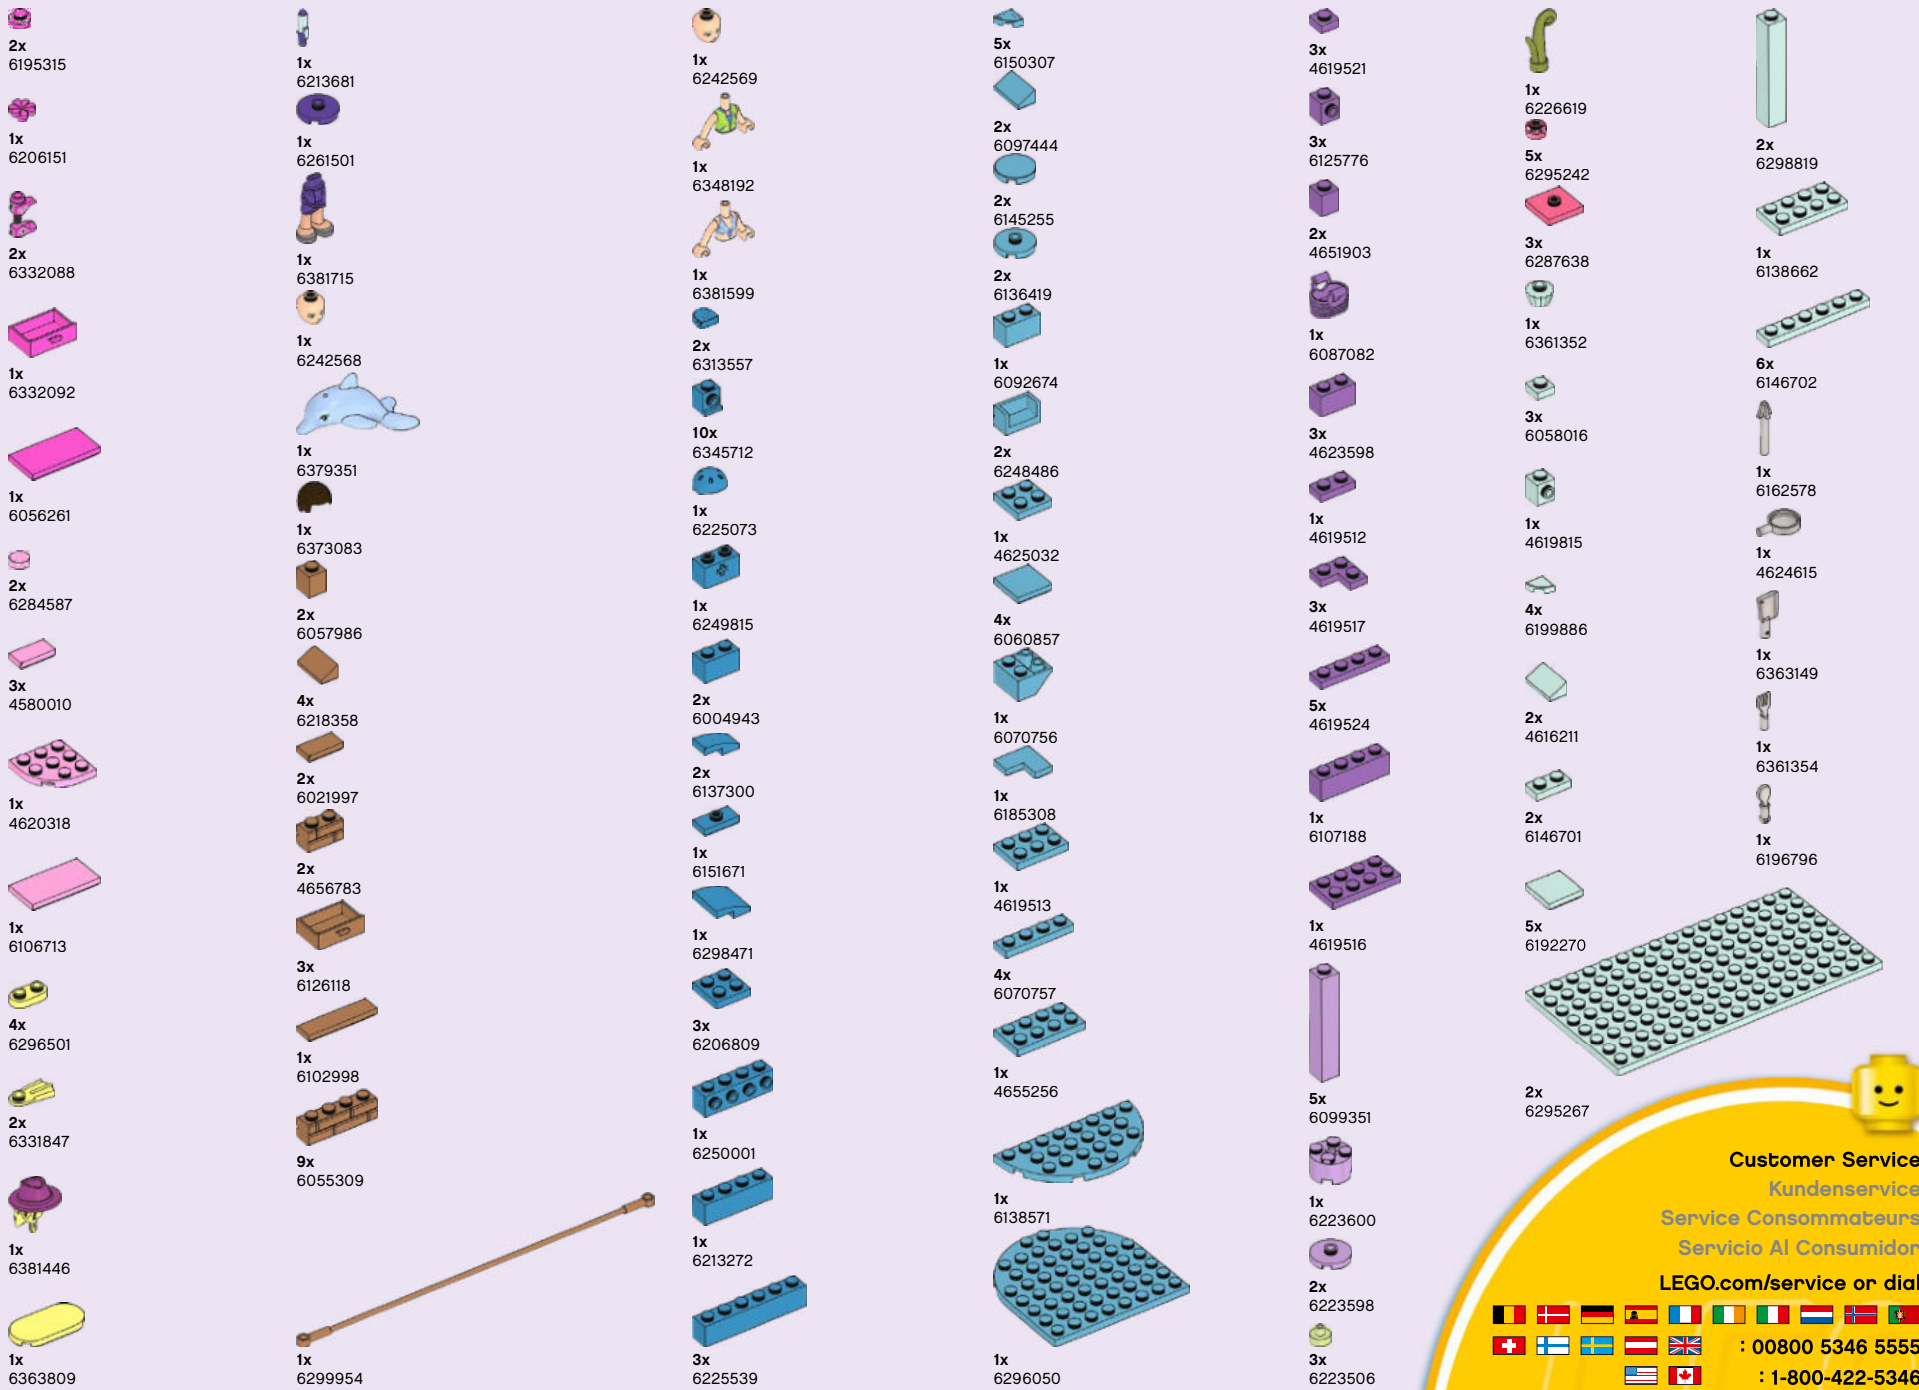 2x
6195315
1x
6206151
2x
6332088
1x
6332092
1x
6056261
2x
6284587
3x
4580010
1x
4620318
1x
6106713
4x
6296501
2x
6331847
1x
6381446
1x
6363809
1x
6213681
1x
6261501
1x
6381715
1x
6242568
1x
6379351
1x
6373083
2x
6057986
4x
6218358
2x
6021997
2x
4656783
3x
6126118
1x
6102998
9x
6055309
1x
6299954
1x
6242569
1x
6348192
1x
6381599
2x
6313557
10x
6345712
1x
6225073
1x
6249815
2x
6004943
2x
6137300
1x
6151671
1x
6298471
3x
6206809
1x
6250001
1x
6213272
3x
6225539
5x
6150307
2x
6097444
2x
6145255
2x
6136419
1x
6092674
2x
6248486
1x
4625032
4x
6060857
1x
6070756
1x
6185308
1x
4619513
4x
6070757
1x
4655256
1x
6138571
1x
6296050
3x
4619521
3x
6125776
2x
4651903
1x
6087082
3x
4623598
1x
4619512
3x
4619517
5x
4619524
1x
6107188
1x
4619516
5x
6099351
1x
6223600
2x
6223598
3x
6223506
1x
6226619
5x
6295242
3x
6287638
1x
6361352
3x
6058016
1x
4619815
4x
6199886
2x
4616211
2x
6146701
5x
6192270
2x
6295267
2x
6298819
1x
6138662
6x
6146702
1x
6162578
1x
4624615
1x
6363149
1x
6361354
1x
6196796
Customer Service
Kundenservice
Service Consommateurs
Servicio Al Consumidor
LEGO.com/service or dial
: 00800 5346 5555
: 1-800-422-5346